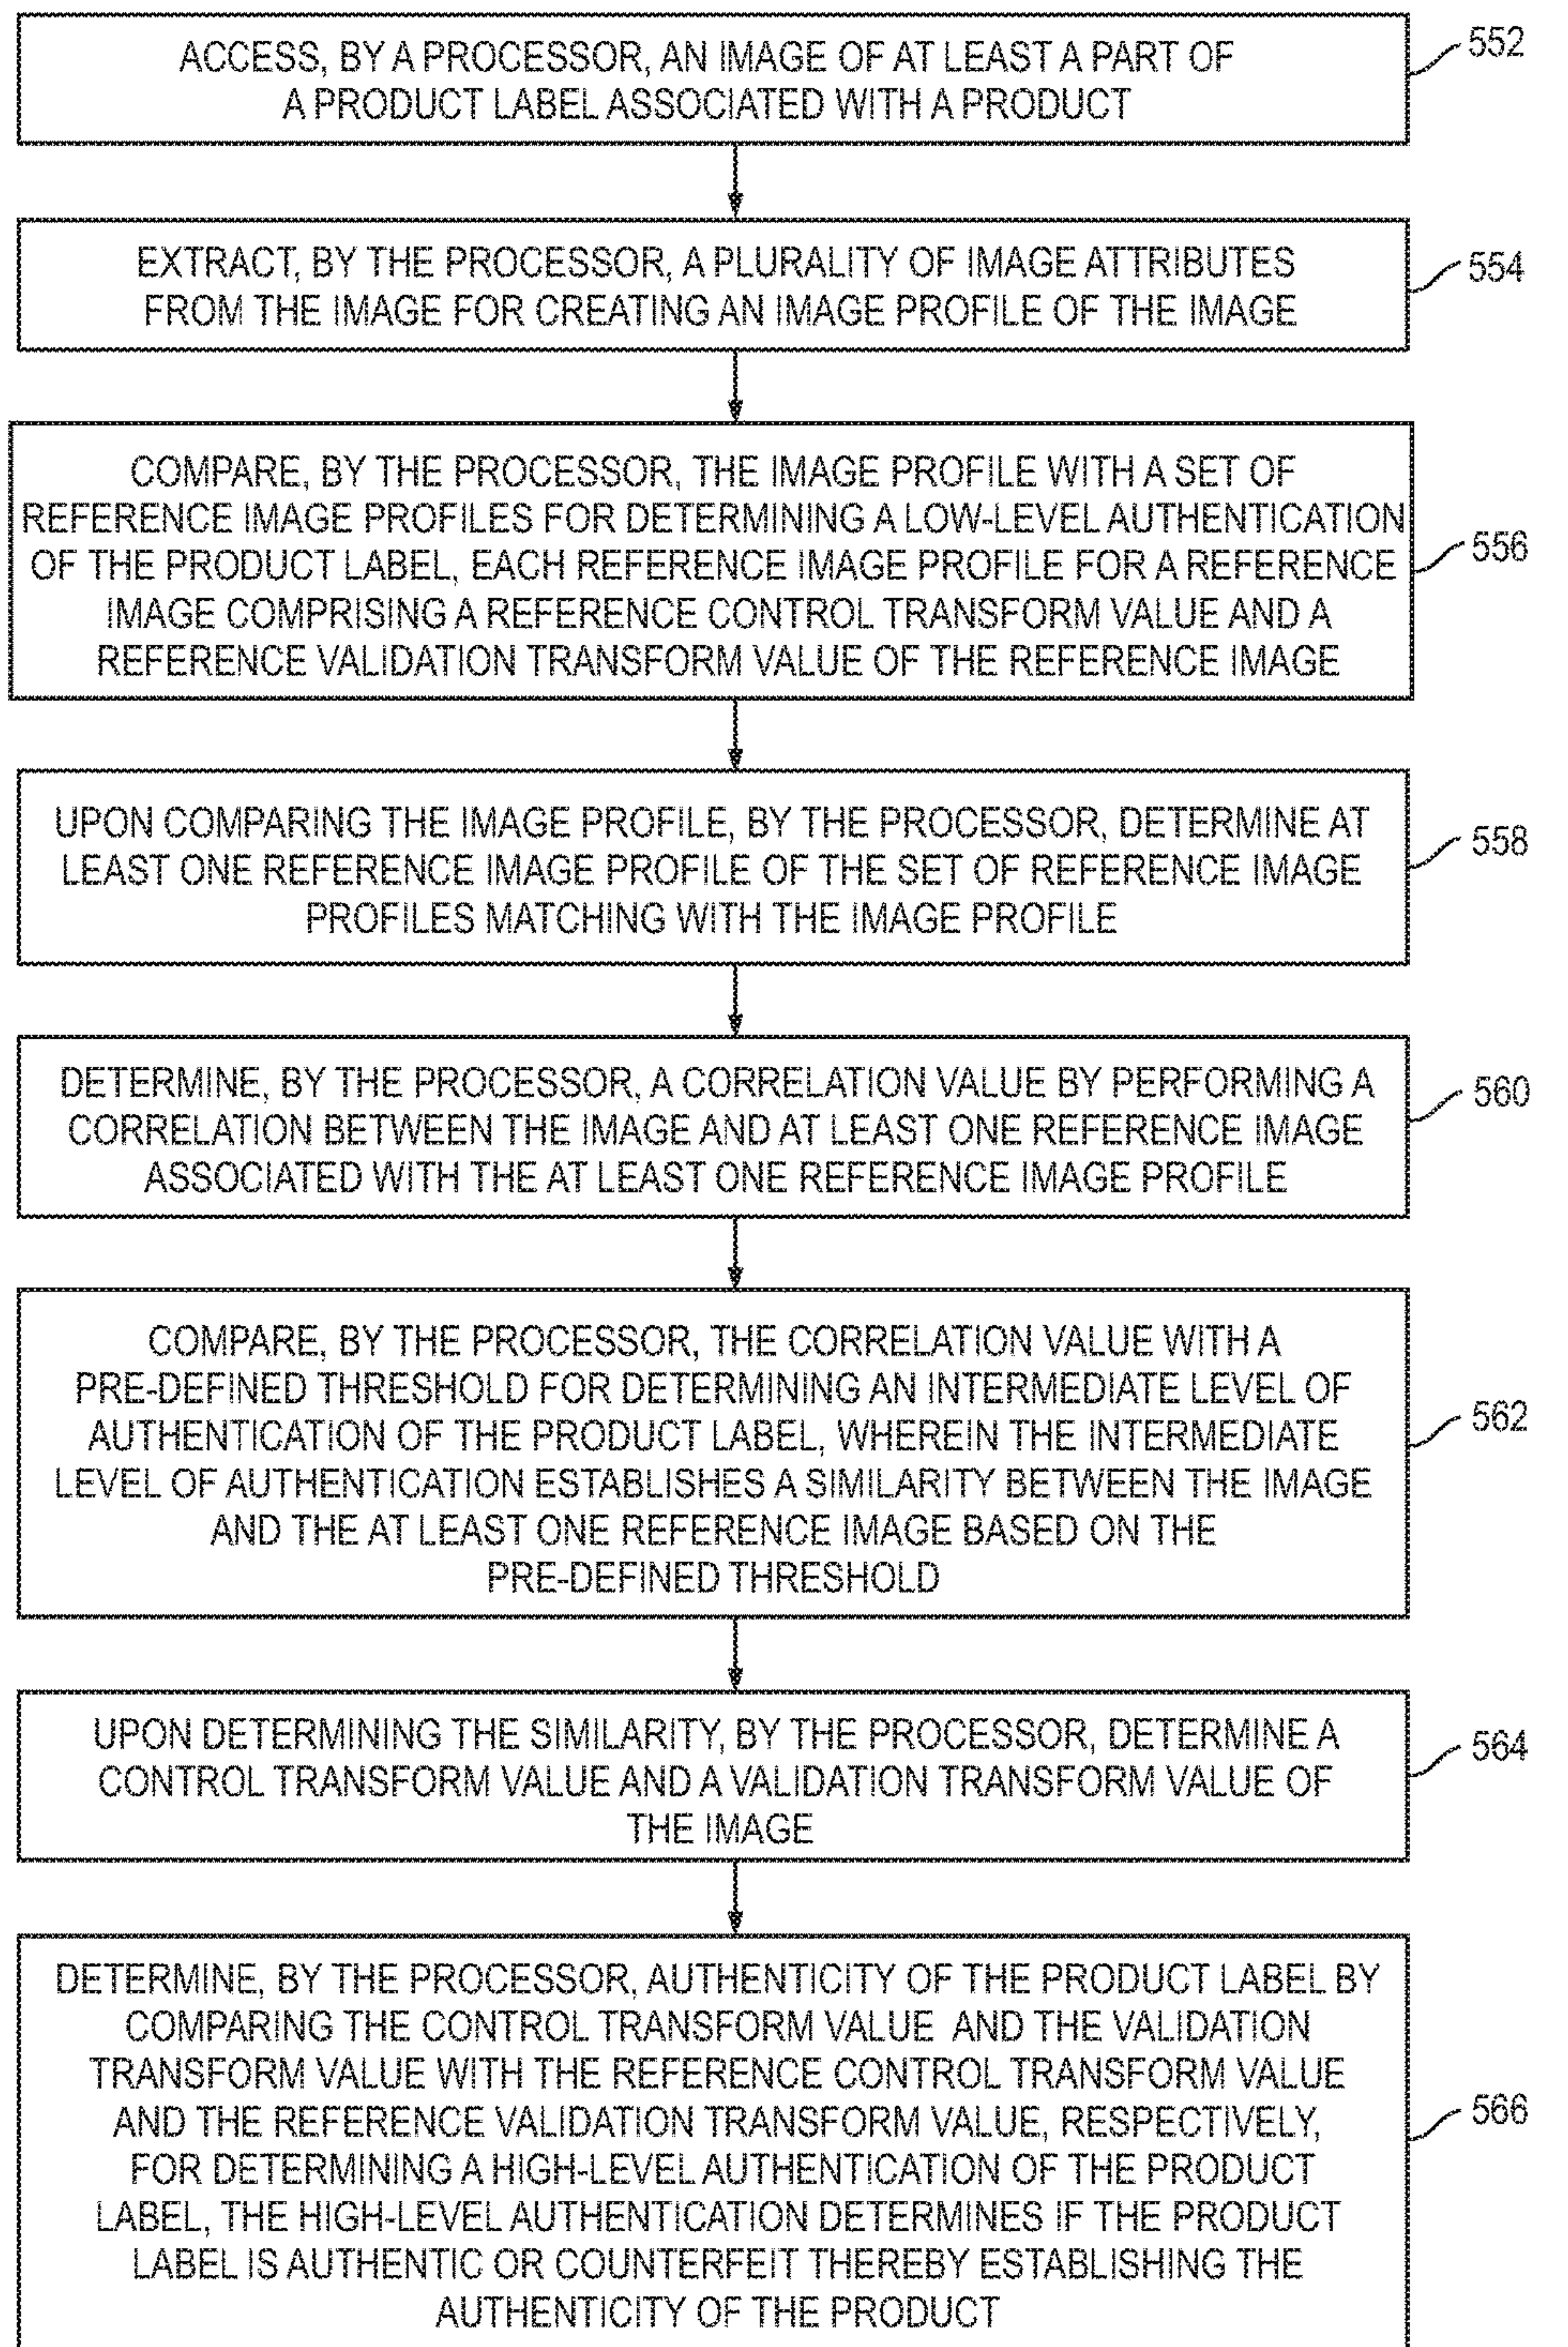 ACCESS, BY A PROCESSOR, AN IMAGE OF AT LEAST A PART OF
A PRODUCT LABEL ASSOCIATED WITH A PRODUCT
552
EXTRACT, BY THE PROCESSOR, A PLURALITY OF IMAGE ATTRIBUTES
FROM THE IMAGE FOR CREATING AN IMAGE PROFILE OF THE IMAGE
554
COMPARE, BY THE PROCESSOR, THE IMAGE PROFILE WITH A SET OF
REFERENCE IMAGE PROFILES FOR DETERMINING A LOW-LEVEL AUTHENTICATION
OF THE PRODUCT LABEL, EACH REFERENCE IMAGE PROFILE FOR A REFERENCE
IMAGE COMPRISING A REFERENCE CONTROL TRANSFORM VALUE AND A
REFERENCE VALIDATION TRANSFORM VALUE OF THE REFERENCE IMAGE
556
UPON COMPARING THE IMAGE PROFILE, BY THE PROCESSOR, DETERMINE AT
LEAST ONE REFERENCE IMAGE PROFILE OF THE SET OF REFERENCE IMAGE
PROFILES MATCHING WITH THE IMAGE PROFILE
558
DETERMINE, BY THE PROCESSOR, A CORRELATION VALUE BY PERFORMING A
CORRELATION BETWEEN THE IMAGE AND AT LEAST ONE REFERENCE IMAGE
ASSOCIATED WITH THE AT LEAST ONE REFERENCE IMAGE PROFILE
560
COMPARE, BY THE PROCESSOR, THE CORRELATION VALUE WITH A
PRE-DEFINED THRESHOLD FOR DETERMINING AN INTERMEDIATE LEVEL OF
AUTHENTICATION OF THE PRODUCT LABEL, WHEREIN THE INTERMEDIATE
LEVEL OF AUTHENTICATION ESTABLISHES A SIMILARITY BETWEEN THE IMAGE
AND THE AT LEAST ONE REFERENCE IMAGE BASED ON THE
PRE-DEFINED THRESHOLD
562
UPON DETERMINING THE SIMILARITY, BY THE PROCESSOR, DETERMINE A
CONTROL TRANSFORM VALUE AND A VALIDATION TRANSFORM VALUE OF
THE IMAGE
564
DETERMINE, BY THE PROCESSOR, AUTHENTICITY OF THE PRODUCT LABEL BY
COMPARING THE CONTROL TRANSFORM VALUE AND THE VALIDATION
TRANSFORM VALUE WITH THE REFERENCE CONTROL TRANSFORM VALUE
AND THE REFERENCE VALIDATION TRANSFORM VALUE, RESPECTIVELY,
FOR DETERMINING A HIGH-LEVEL AUTHENTICATION OF THE PRODUCT
LABEL, THE HIGH-LEVEL AUTHENTICATION DETERMINES IF THE PRODUCT
LABEL IS AUTHENTIC OR COUNTERFEIT THEREBY ESTABLISHING THE
AUTHENTICITY OF THE PRODUCT
566